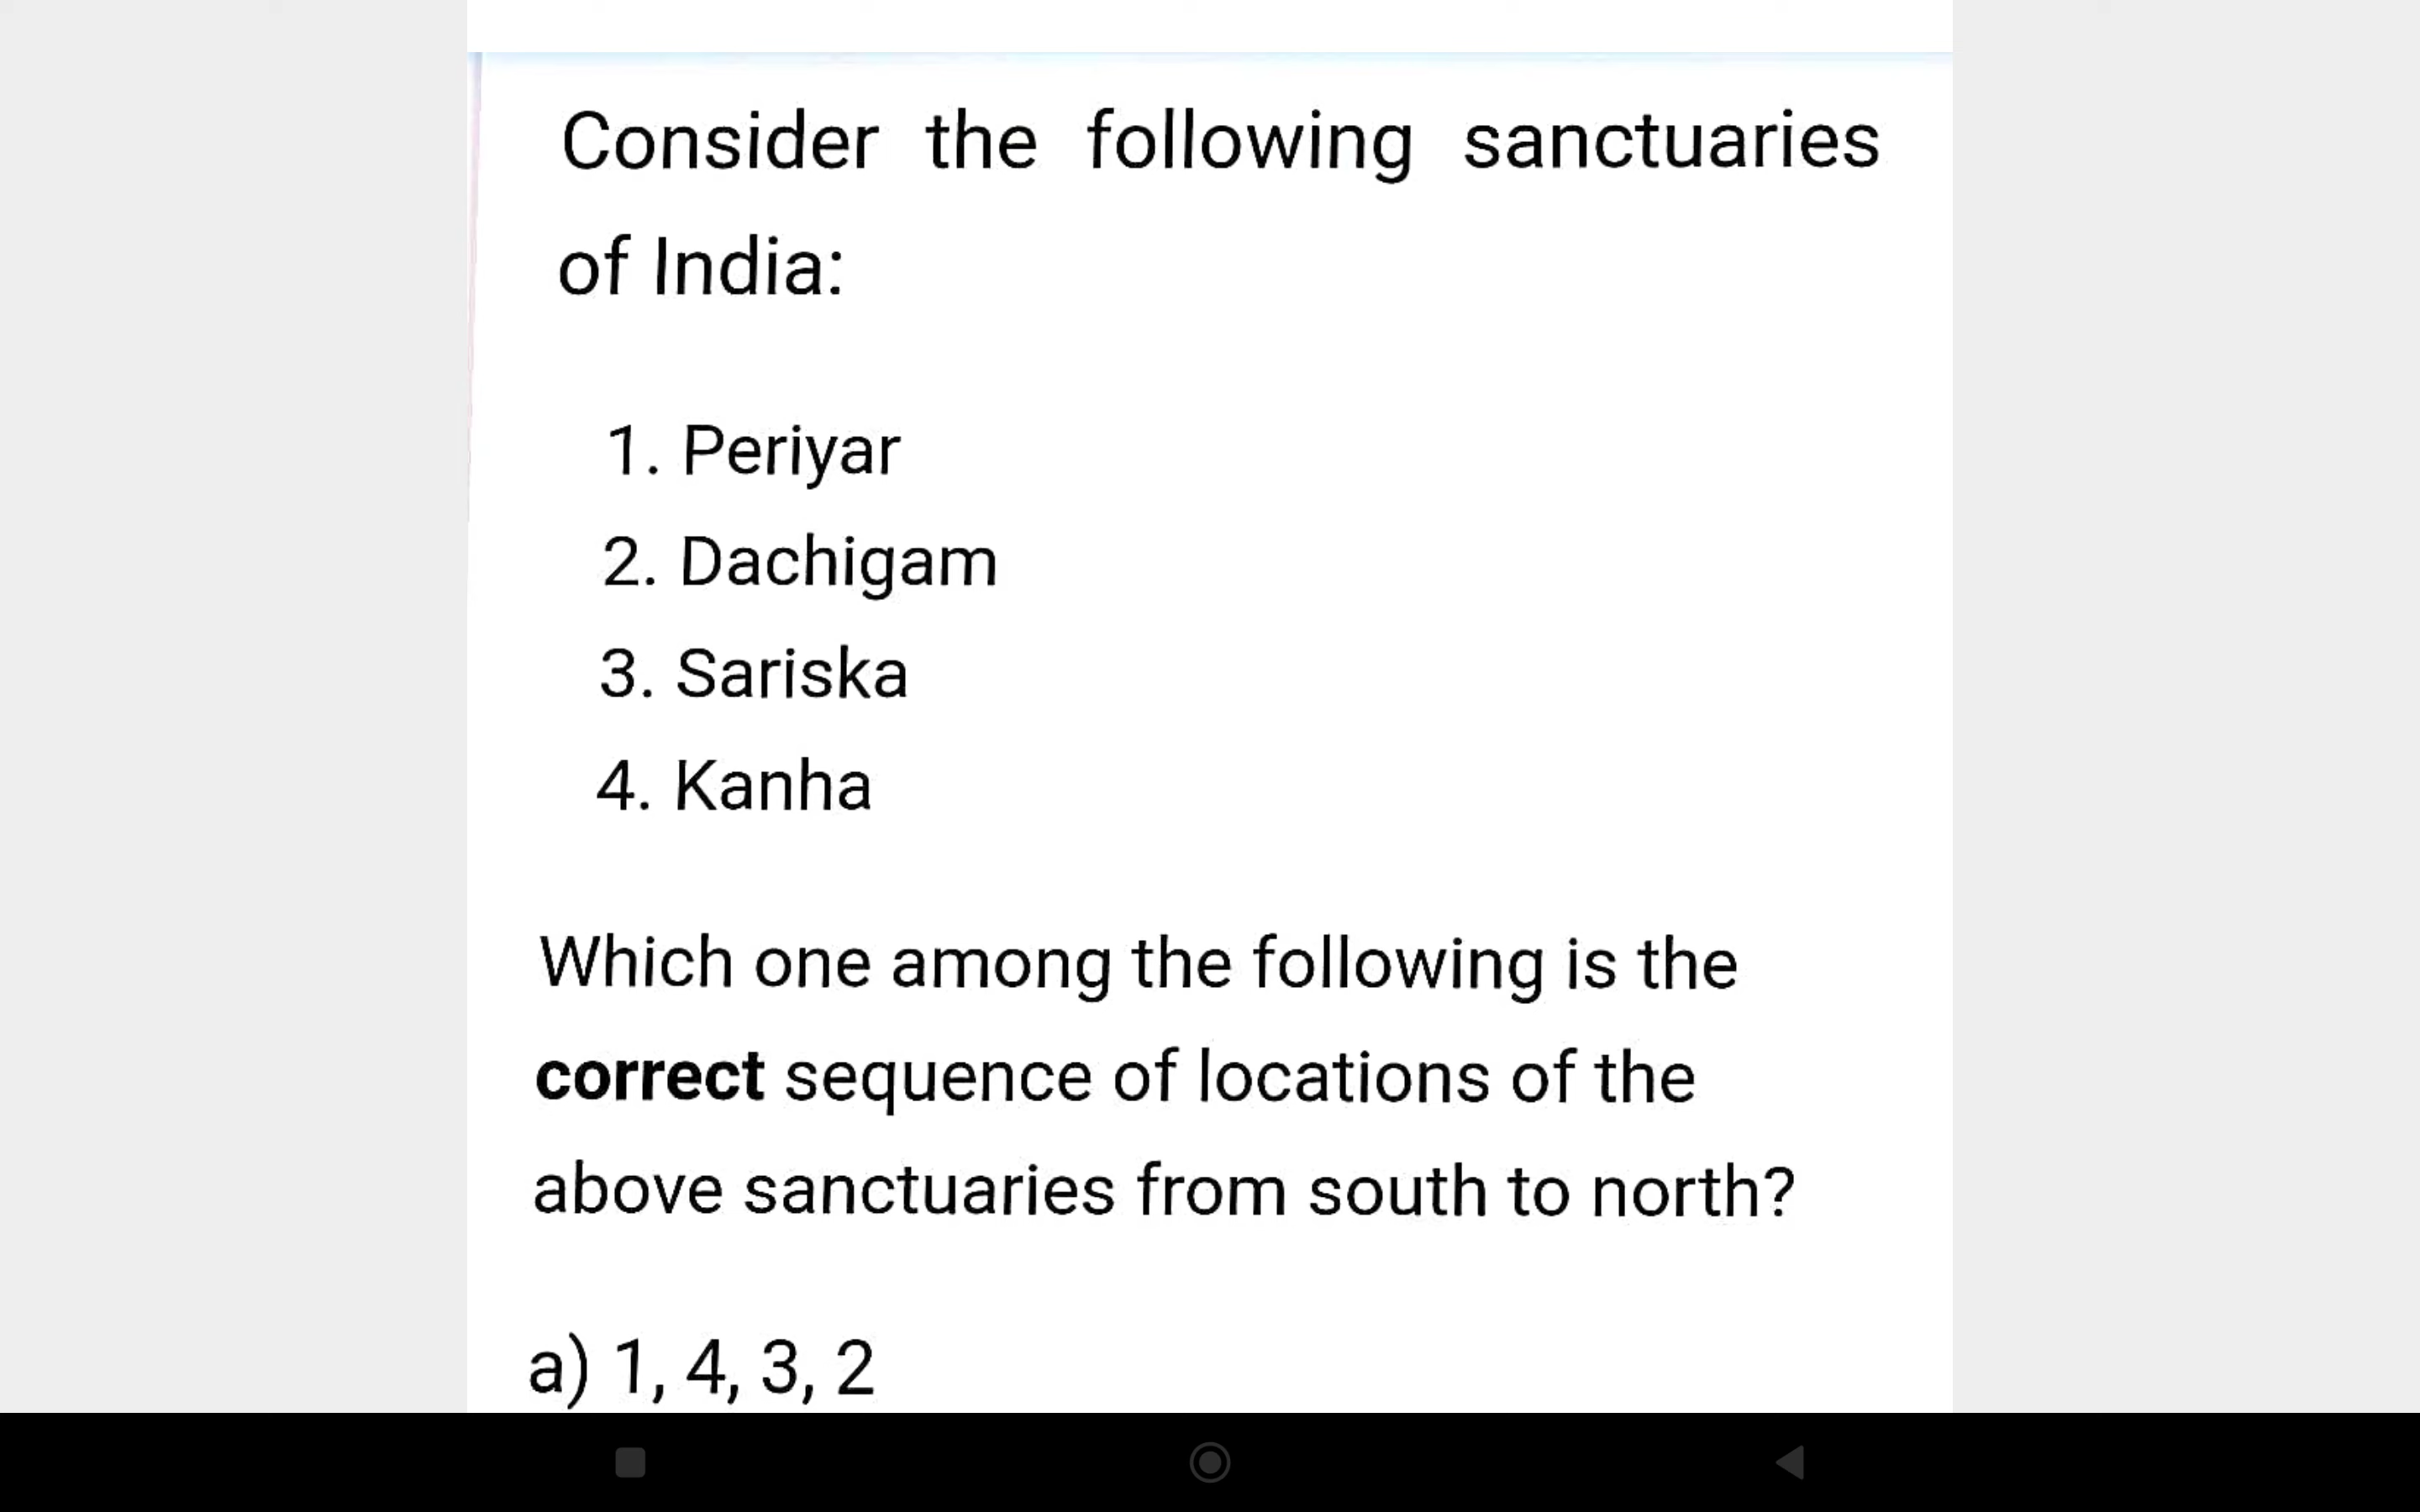 Consider the following sanctuaries
of India:
1. Periyar
2. Dachigam
3. Sariska
4. Kanha
Which one among the following is the
correct sequence of locations of the
above sanctuaries from south to north?
a) 1, 4, 3, 2